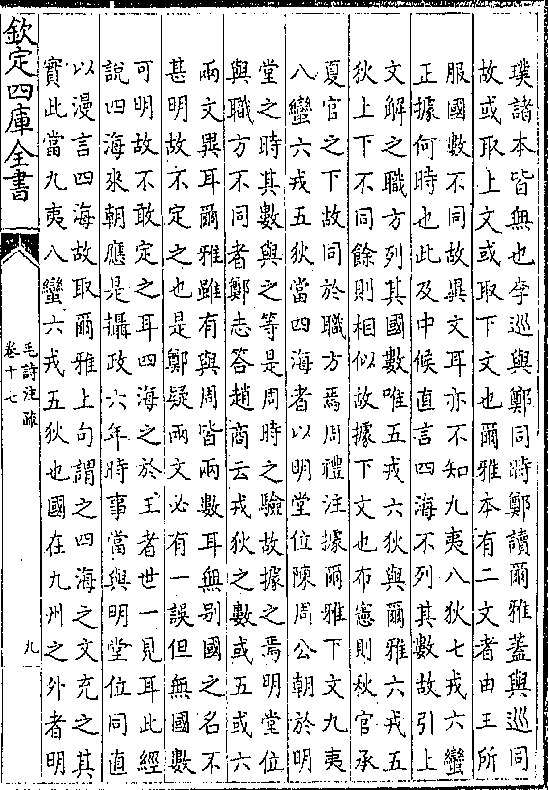 璞諸本皆無也李巡與鄭同時鄭讀爾雅蓋與巡同
故或取上文或取下文也爾雅本有二文者由王所
服國數不同故異文耳亦不知九夷八狄七戎六蠻
正據何時也此及中候直言四海不列其數故引上
文解之職方列其國數唯五戎六狄與爾雅六戎五
狄上下不同餘則相似故據下文也布憲則秋官承
夏官之下故同於職方焉周禮注據爾雅下文九夷
八蠻六戎五狄當四海者以明堂位陳周公朝於明
堂之時其數與之等是周時之驗故據之焉明堂位
與職方不同者鄭志答趙商云戎狄之數或五或六
兩文異耳爾雅雖有與周皆兩數耳無别國之名不
甚明故不定之也是鄭疑兩文必有一誤但無國數
可明故不敢定之耳四海之於王者世一見耳此經
說四海來朝應是攝政六年時事當與明堂位同直
以漫言四海故取爾雅上句謂之四海之文充之其
實此當九夷八蠻六戎五狄也國在九州之外者明
欽定四庫全書
毛詩注疏
卷十七
九